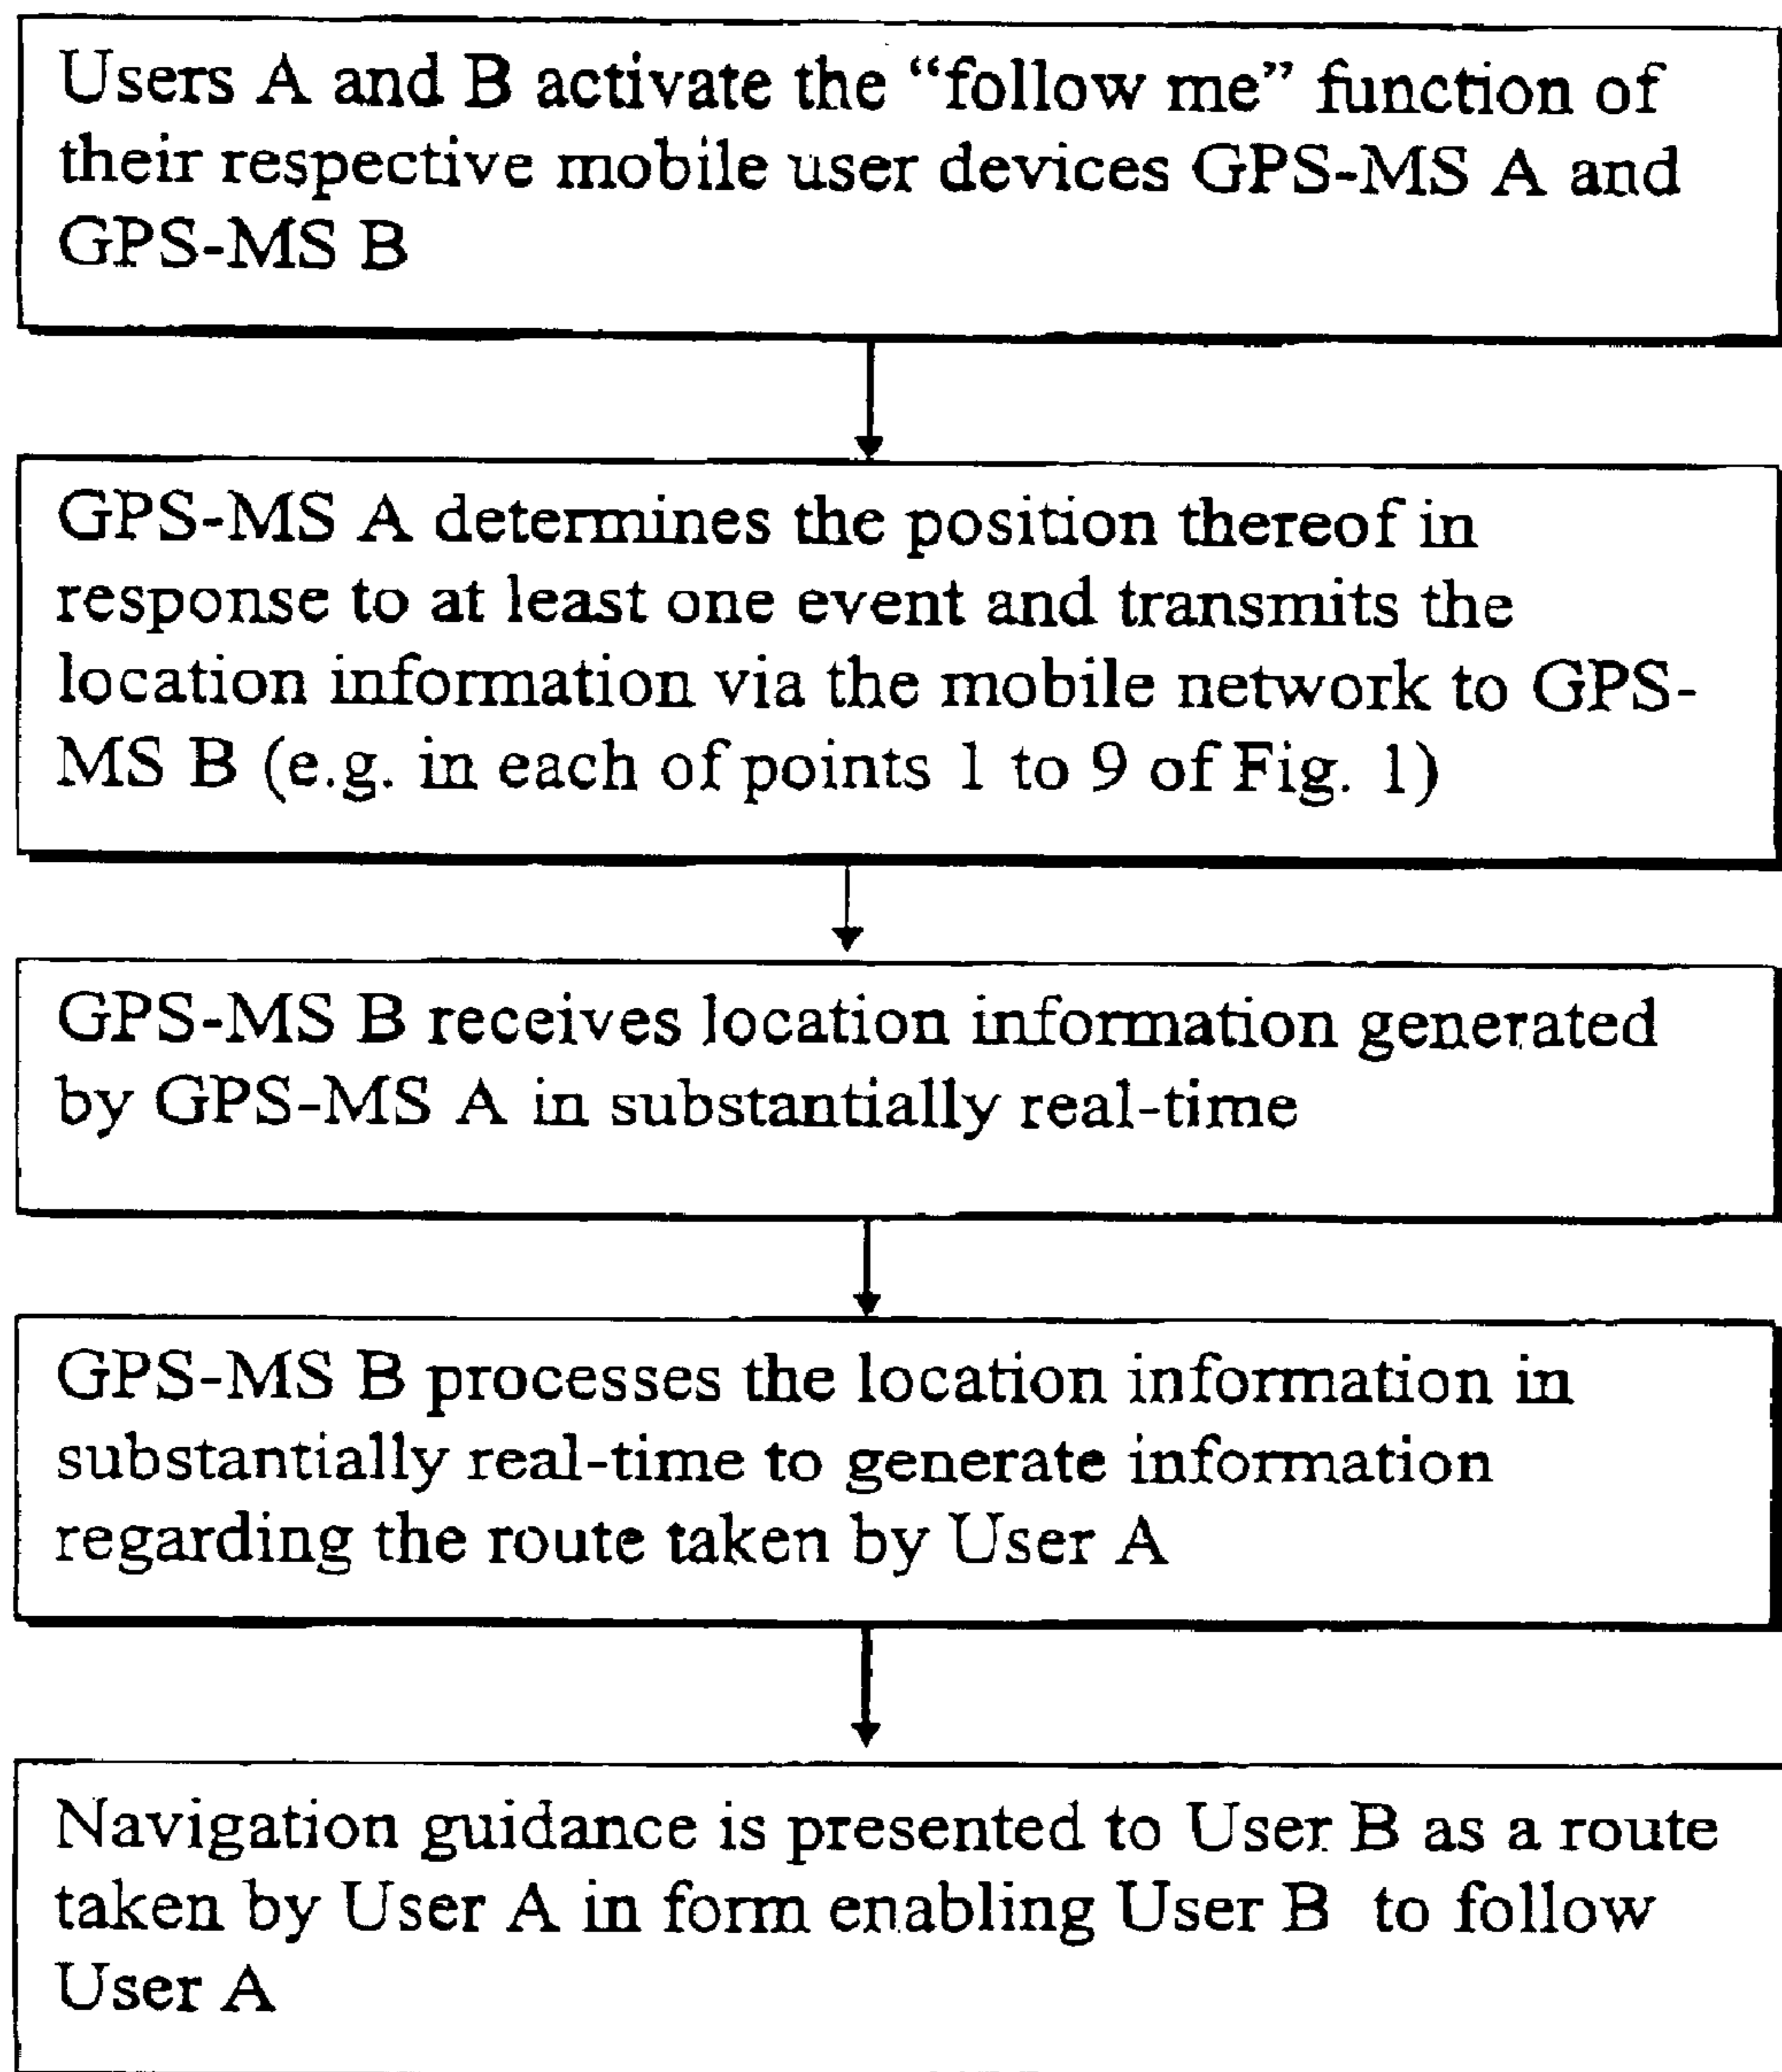 Users A and B activate the “follow me” function of
their respective mobile user devices GPS-MS A and
GPS-MS B
GPS-MS A determines the position thereof in
response to at least one event and transmits the
location information via the mobile network to GPS-
MS B (e.g. in each of points 1 to 9 of Fig. 1)
GPS-MS B receives location information generated
by GPS-MS A in substantially real-time
GPS-MS B processes the location information in
substantially real-time to generate information
regarding the route taken by User A
Navigation guidance is presented to User B as a route
taken by User A in form enabling User B to follow
User A